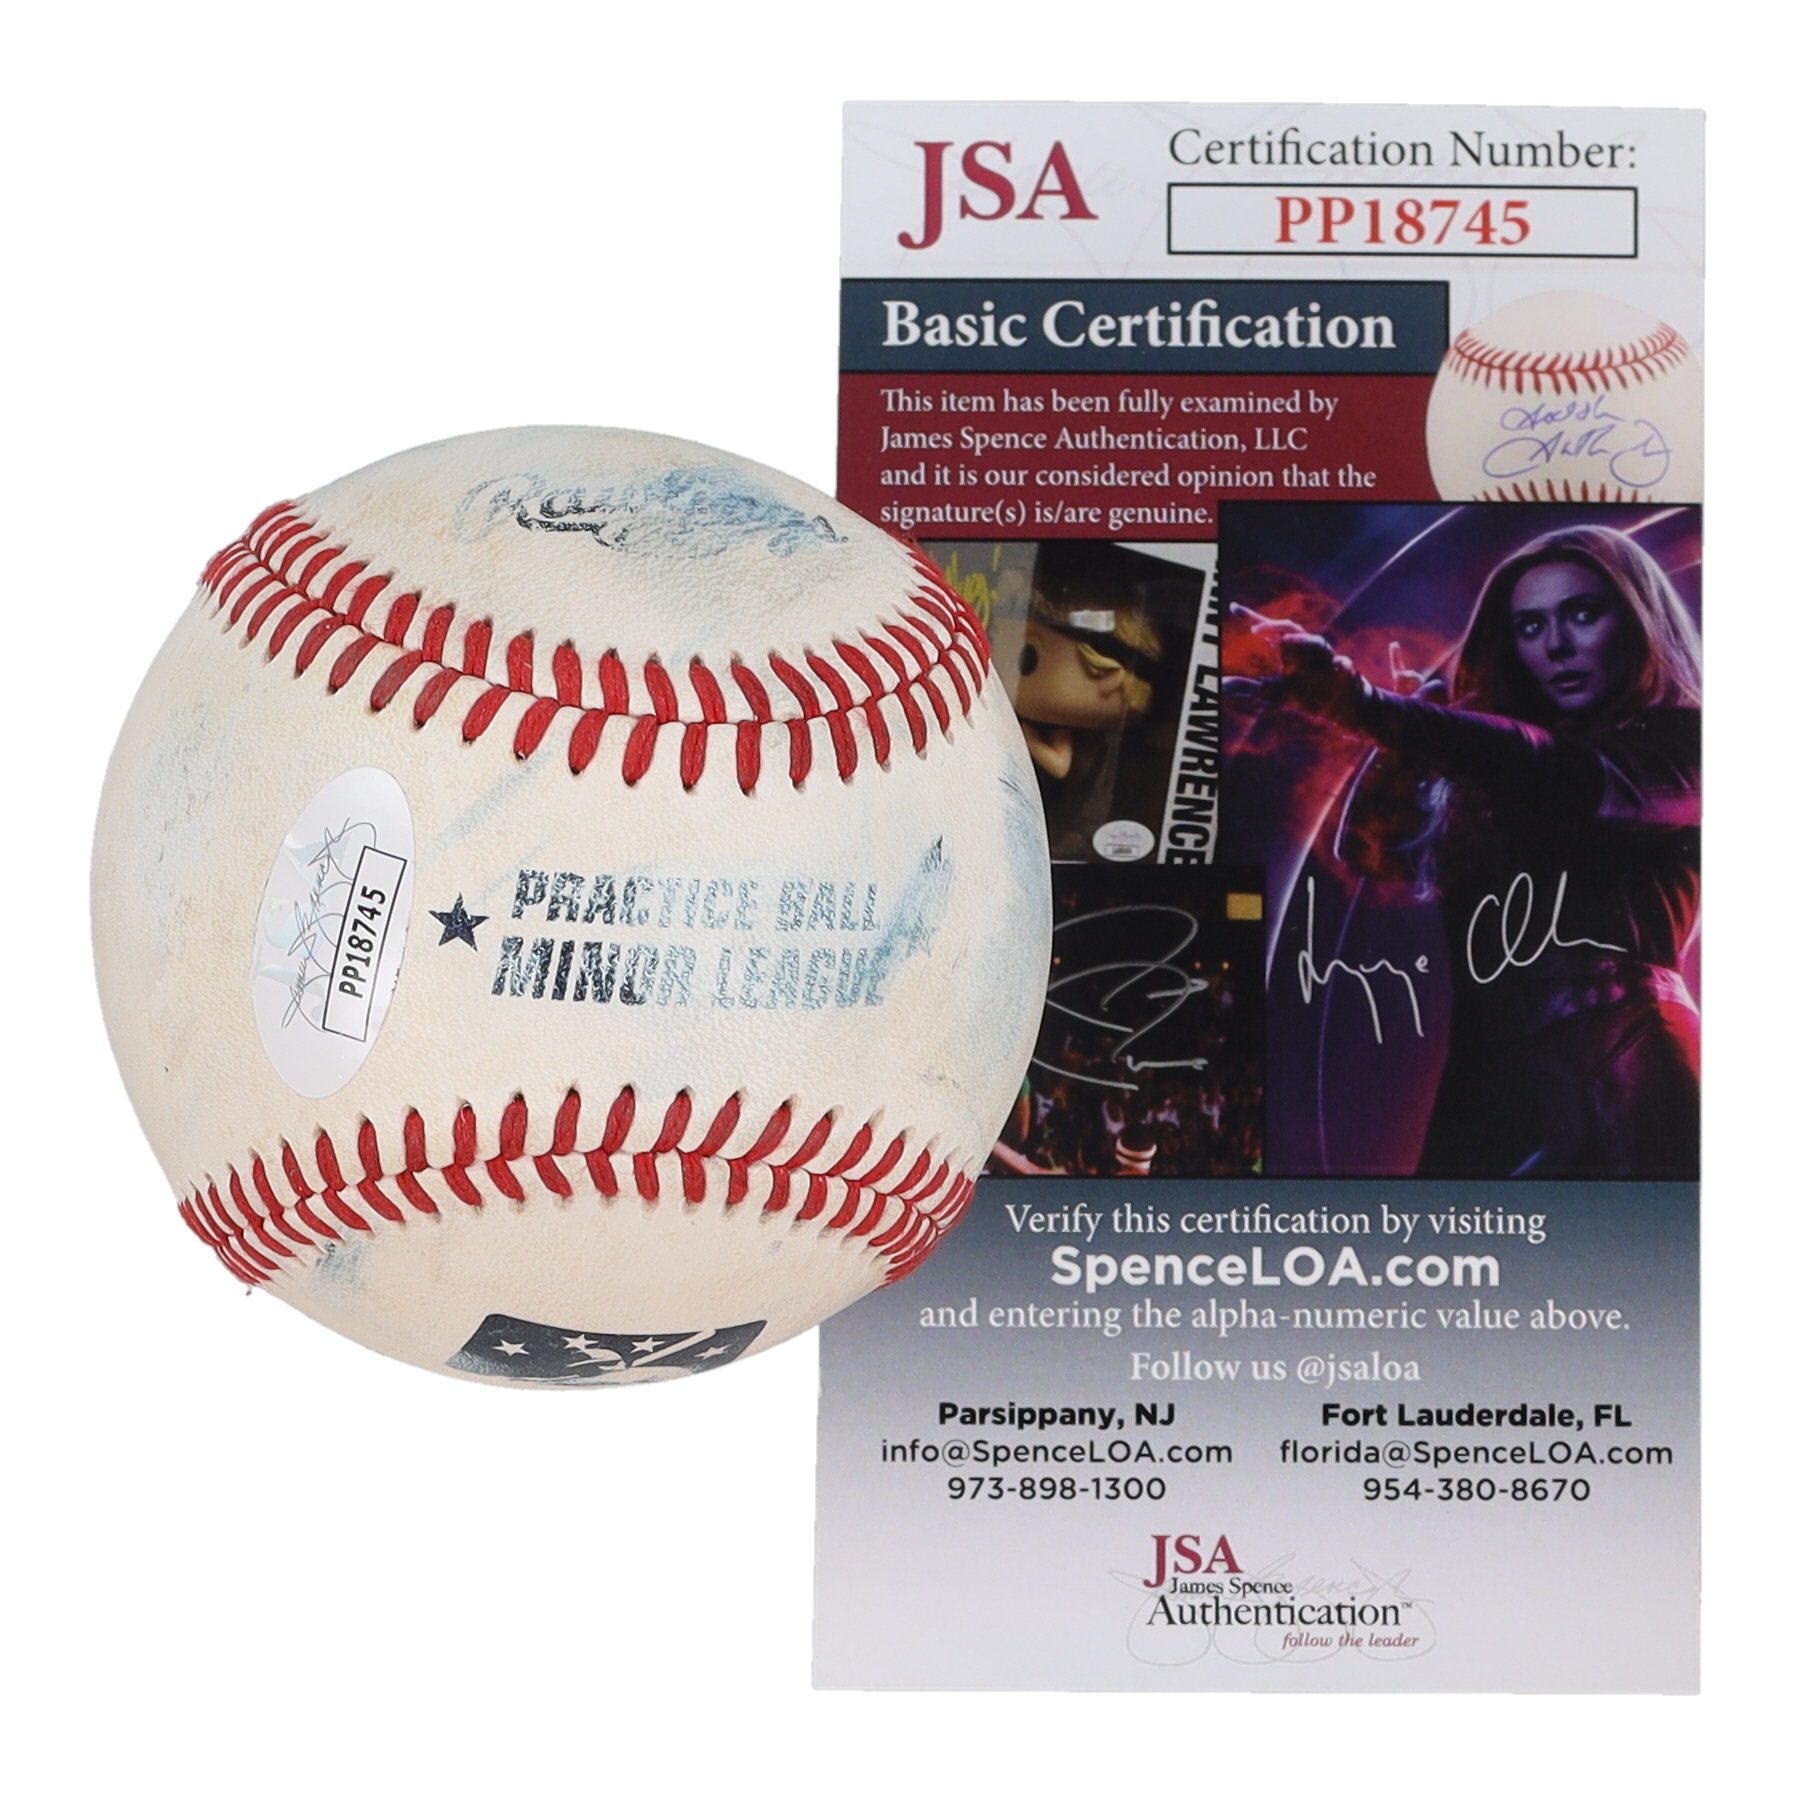 JSA
Certification Number:
PP18745
Basic Certification
This item has been fully examined by
James Spence Authentication, LLC
and it is our considered opinion that the
signature(s) is/are genuine.
LAWRENCE
Rawlings
PRACTICE BALL
MINOR LEAGUE
PP18745
Verify this certification by visiting
SpenceLOA.com
and entering the alpha-numeric value above.
Follow us @jsaloa
Parsippany, NJ
info@SpenceLOA.com
973-898-1300
Fort Lauderdale, FL
florida@SpenceLOA.com
954-380-8670
JSA
James Spence
Authentication™
follow the leader